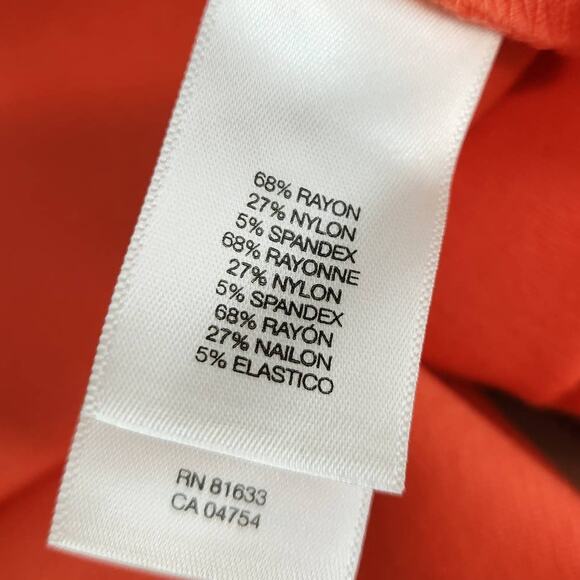 68% RAYON
27% NYLON
5% SPANDEX
68% RAYONNE
27% NYLON
5% SPANDEX
68% RAYÓN
27% NAILON
5% ELASTICO
RN 81633
CA 04754